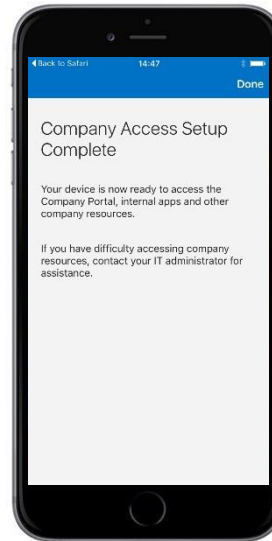 Back to Safari 14:47
Done
Company Access Setup
Complete
Your device is now ready to access the
Company Portal, internal apps and other
company resources.
If you have difficulty accessing company
resources, contact your IT administrator for
assistance.